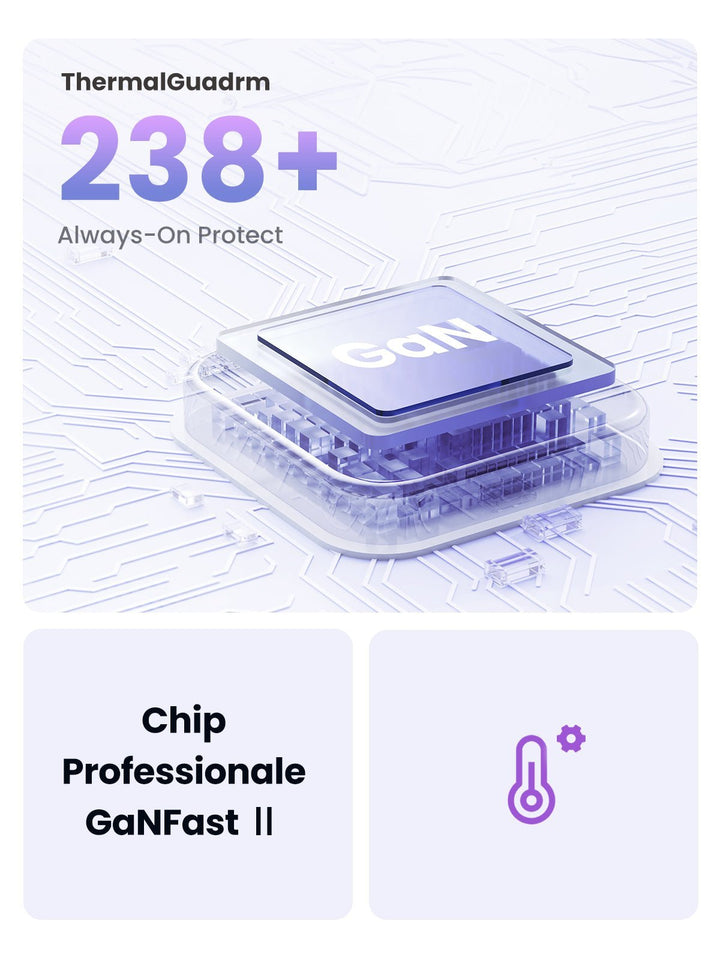 ThermalGuadrm
238+
Always-On Protect
GaN
Chip
Professionale
GaNFast II